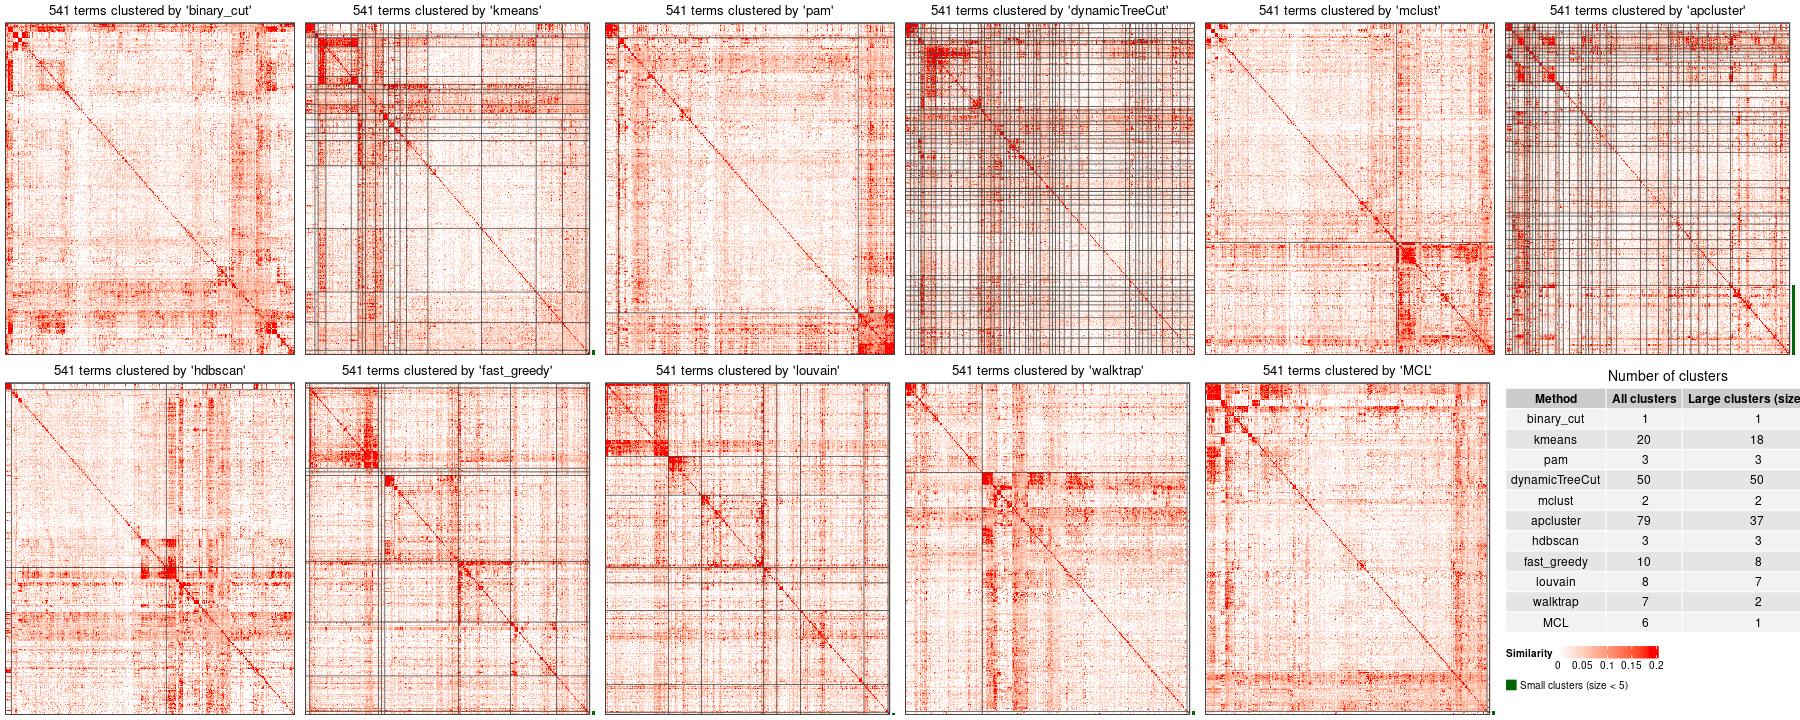 541 terms clustered by 'binary_cut'
541 terms clustered by 'kmeans'
541 terms clustered by 'pam'
541 terms clustered by 'dynamicTreeCut'
541 terms clustered by 'mclust'
541 terms clustered by 'apcluster'
541 terms clustered by 'hdbscan'
541 terms clustered by 'fast_greedy'
541 terms clustered by 'louvain'
541 terms clustered by 'walktrap'
541 terms clustered by 'MCL'
Number of clusters
Method All clusters Large clusters (size
binary_cut 1 1
kmeans 20 18
pam 3 3
dynamicTreeCut 50 50
mclust 2 2
apcluster 79 37
hdbscan 3 3
fast_greedy 10 8
louvain 8 7
walktrap 7 2
MCL 6 1
Similarity
0 0.05 0.1 0.15 0.2
Small clusters (size < 5)